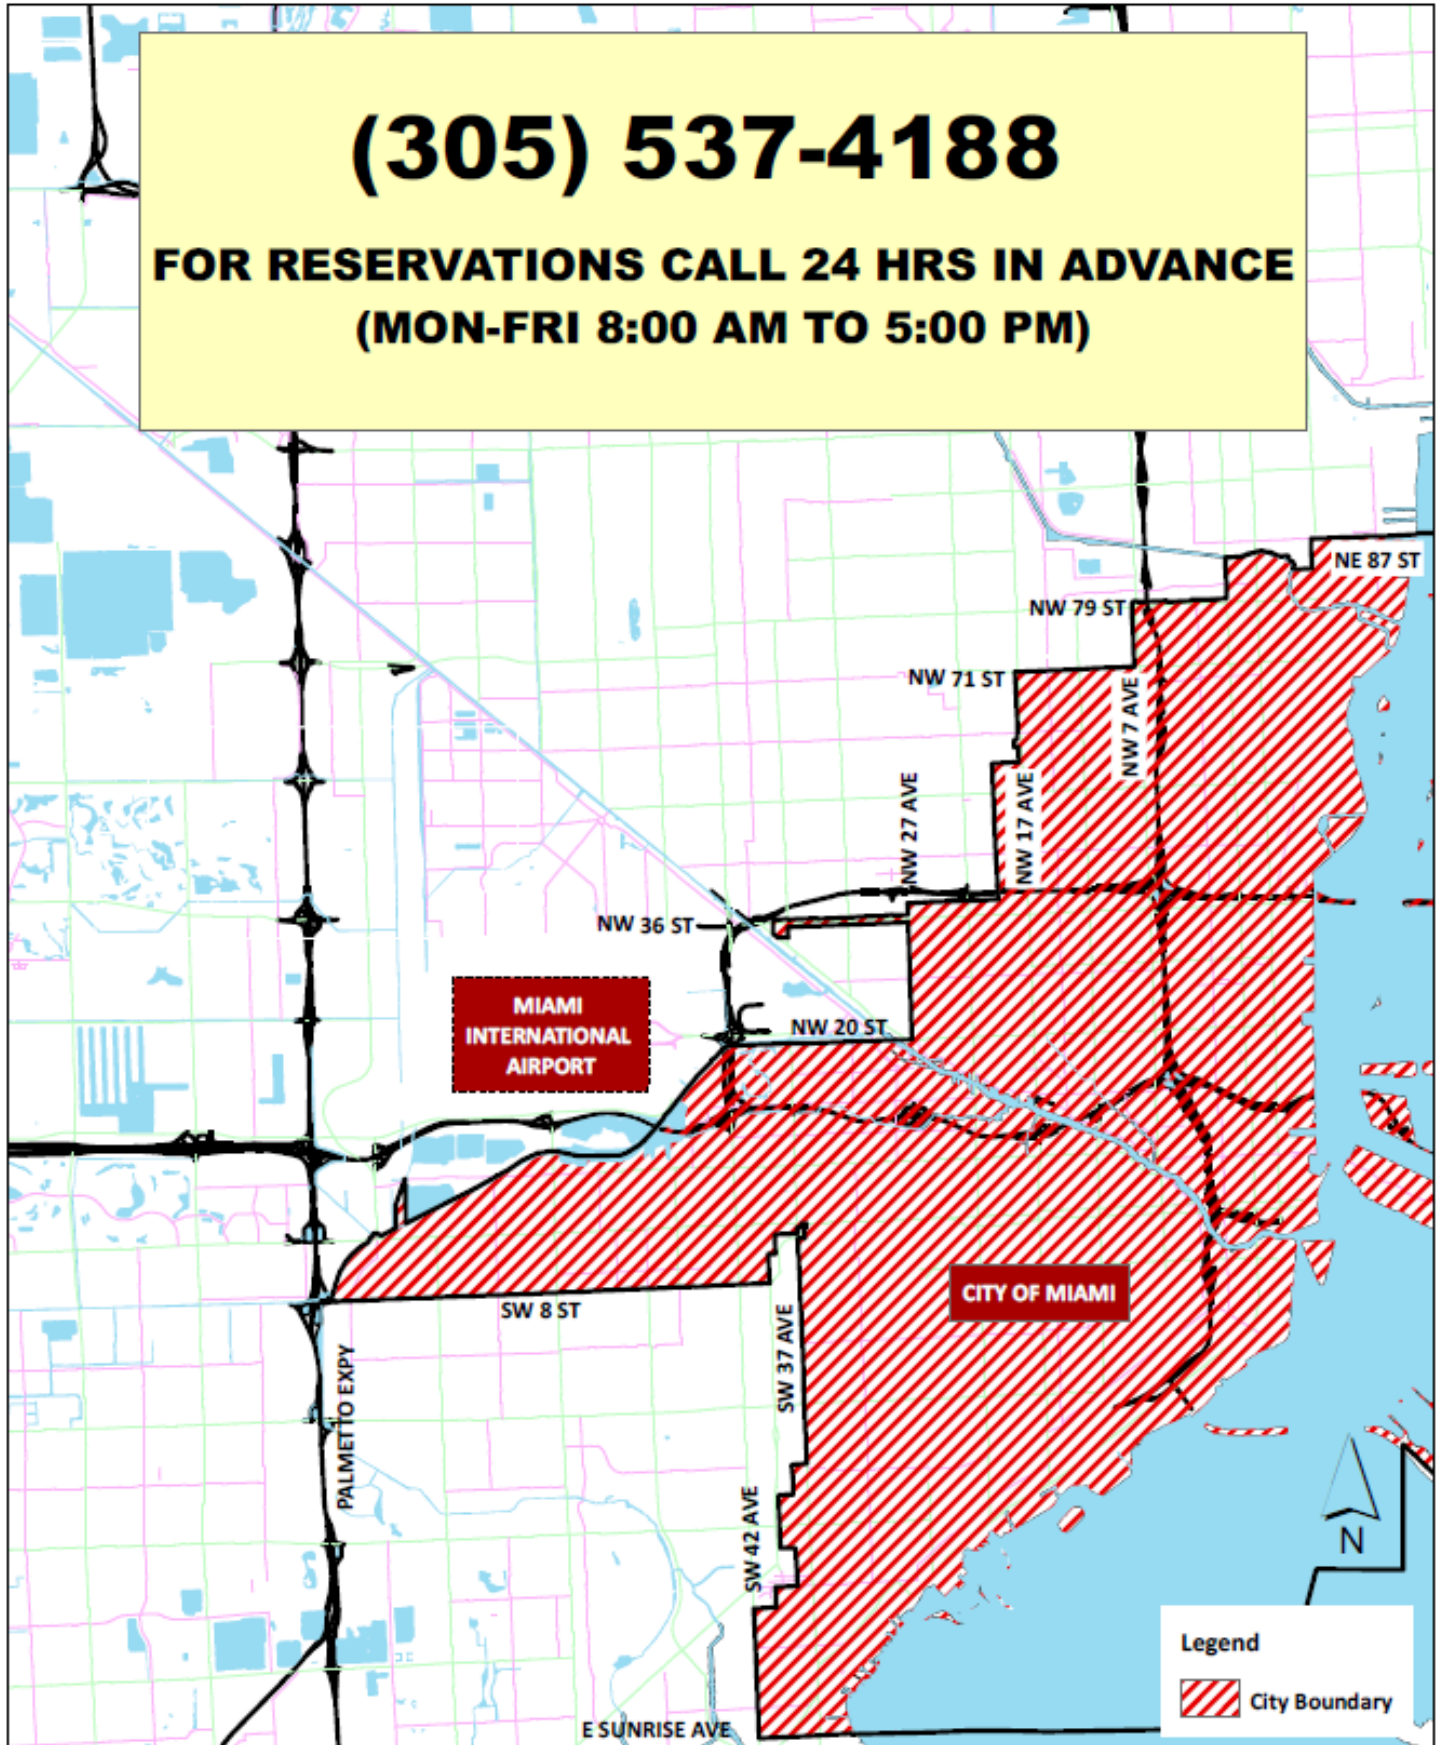 (305) 537-4188
FOR RESERVATIONS CALL 24 HRS IN ADVANCE
(MON-FRI 8:00 AM TO 5:00 PM)
NE 87 ST
NW 79 ST
NW 71 ST
NW 7 AVE
NW 27 AVE
NW 17 AVE
NW 36 ST
MIAMI
INTERNATIONAL
AIRPORT
NW 20 ST
CITY OF MIAMI
SW 8 ST
SW 37 AVE
PALMETTO EXPY
SW 42 AVE
N
Legend
City Boundary
E SUNRISE AVE